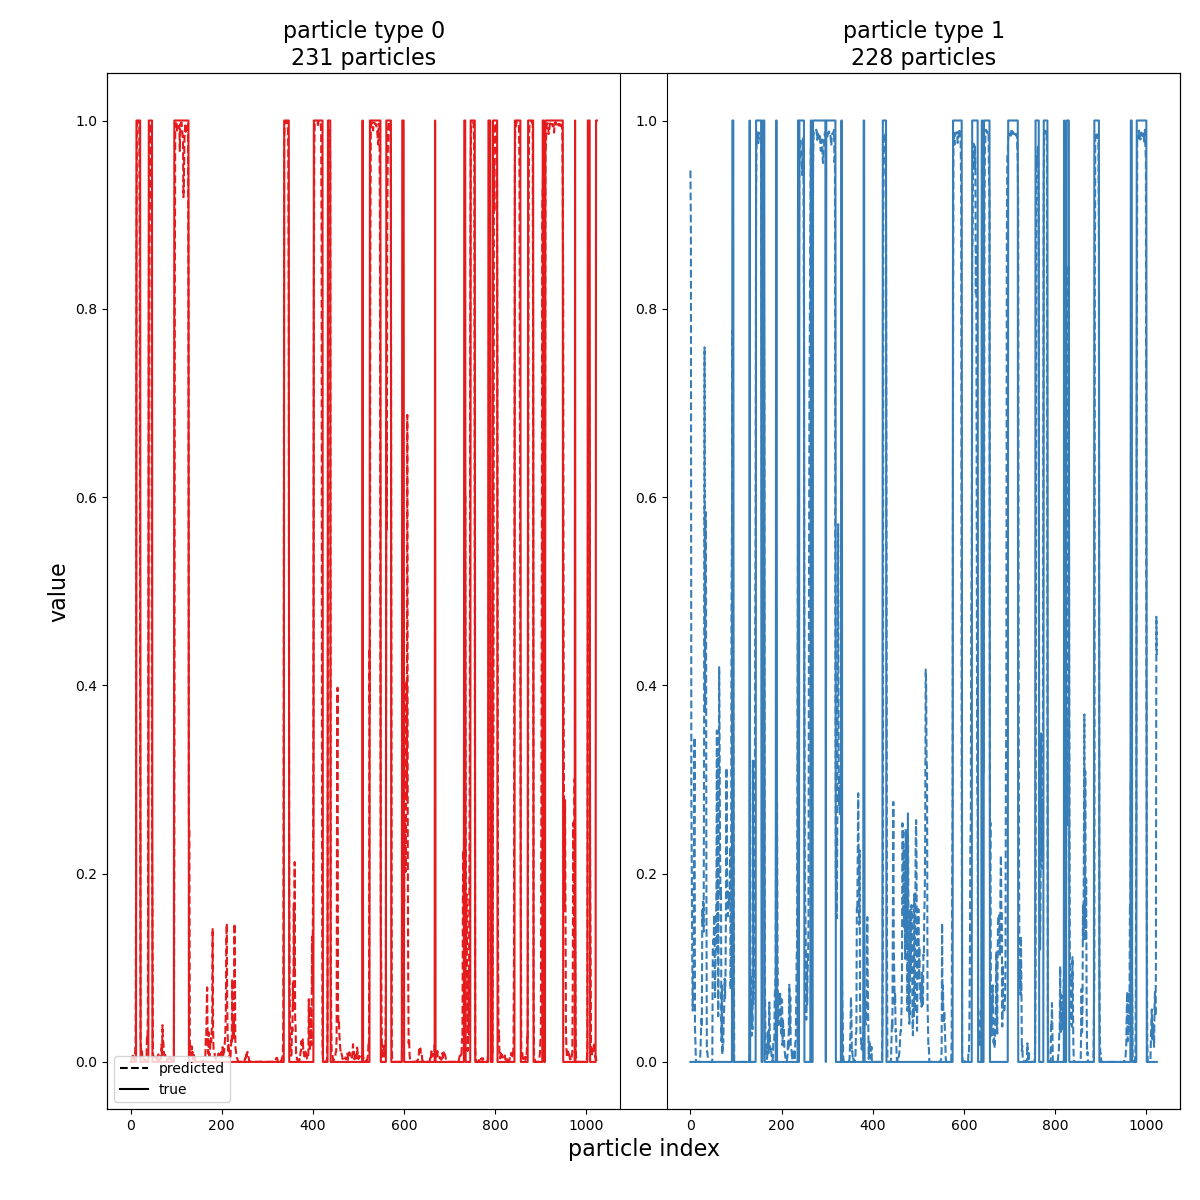 particle type 0
231 particles
particle type 1
228 particles
value
1.0
0.8
0.6
0.4
0.2
0.0
1.0
0.8
0.6
0.4
0.2
0.0
predicted
true
0 200 400 600 800 1000
0 200 400 600 800 1000
particle index